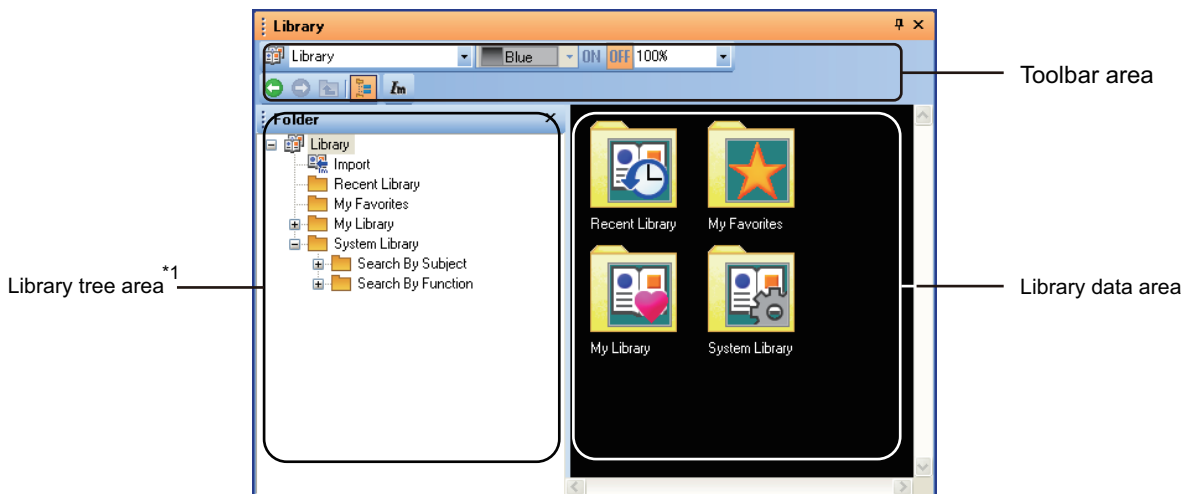 Library
Library Blue ON OFF 100%
Toolbar area
Im
Folder
Library
Import
Recent Library
My Favorites
My Library
System Library
Search By Subject
Search By Function
Library tree area*1
Recent Library My Favorites
My Library System Library
Library data area